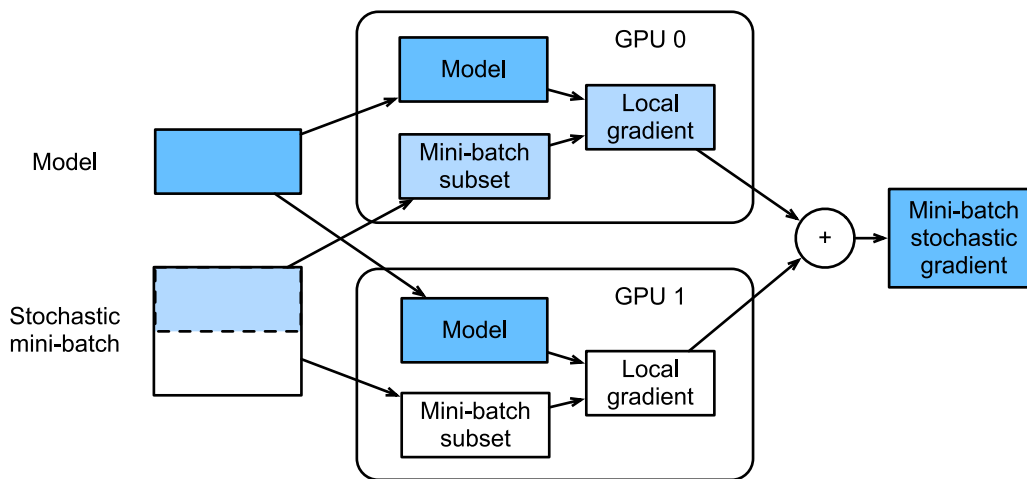 Model
Stochastic
mini-batch
GPU 0
Model
Mini-batch
subset
Local
gradient
GPU 1
Model
Mini-batch
subset
Local
gradient
+
Mini-batch
stochastic
gradient